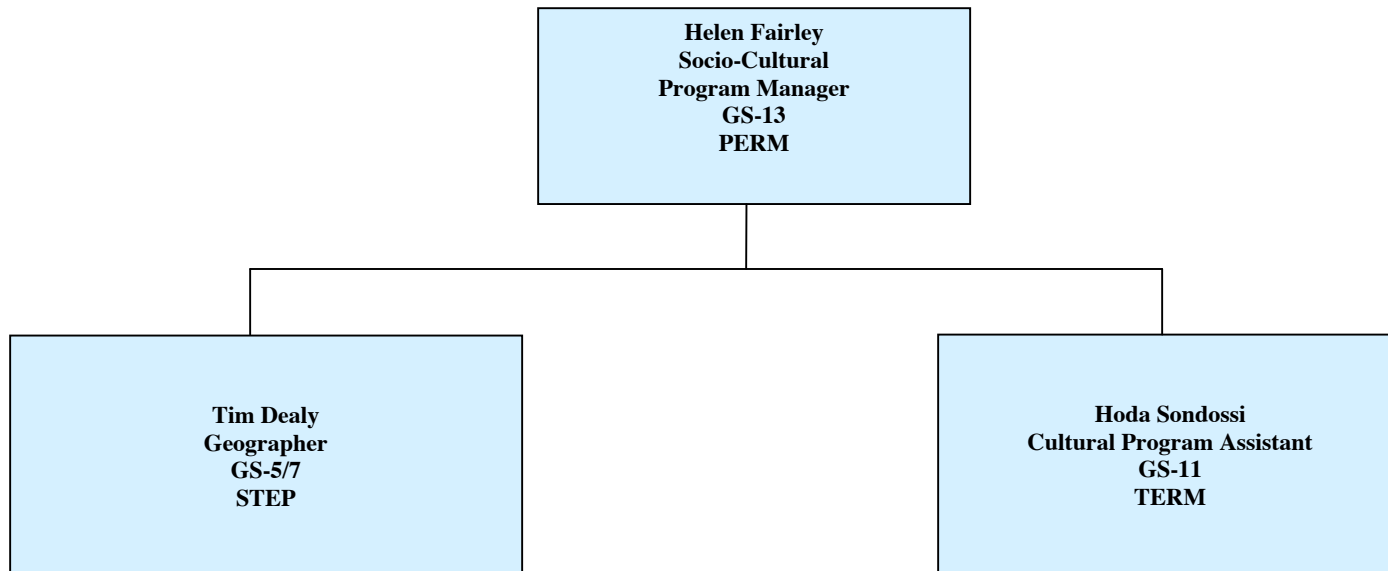 Helen Fairley
Socio-Cultural
Program Manager
GS-13
PERM
Tim Dealy
Geographer
GS-5/7
STEP
Hoda Sondossi
Cultural Program Assistant
GS-11
TERM